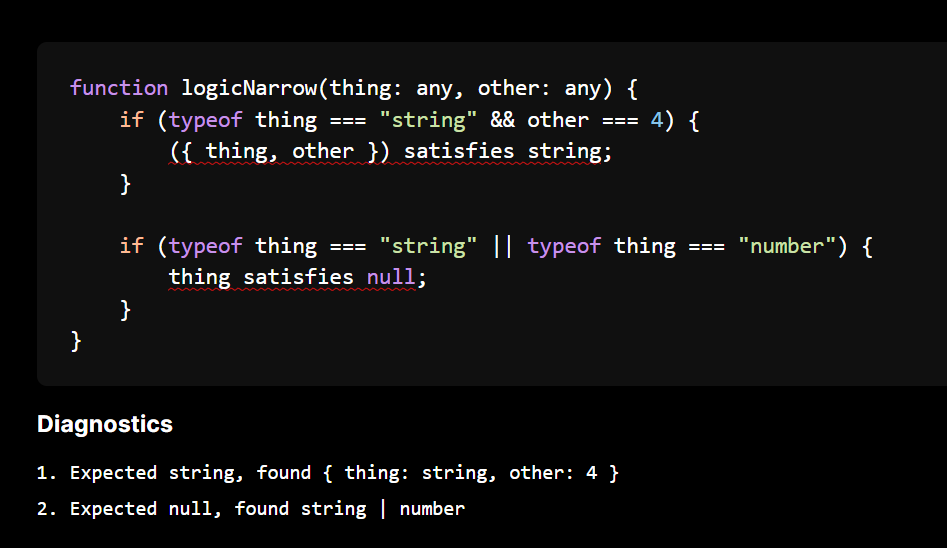 function logicNarrow(thing: any, other: any) {
    if (typeof thing === "string" && other === 4) {
        ({ thing, other }) satisfies string;
    }

    if (typeof thing === "string" || typeof thing === "number") {
        thing satisfies null;
    }
}
Diagnostics
1. Expected string, found { thing: string, other: 4 }
2. Expected null, found string | number